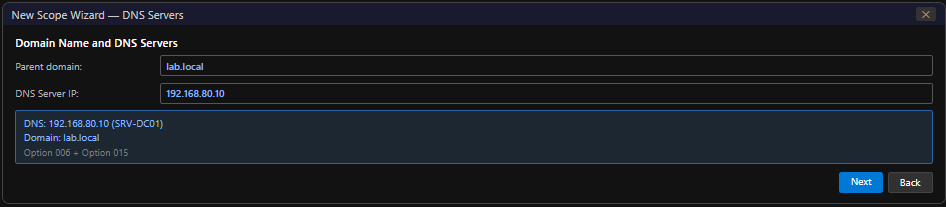 New Scope Wizard — DNS Servers
Domain Name and DNS Servers
Parent domain: lab.local
DNS Server IP: 192.168.80.10
DNS: 192.168.80.10 (SRV-DC01)
Domain: lab.local
Option 006 + Option 015
Next Back